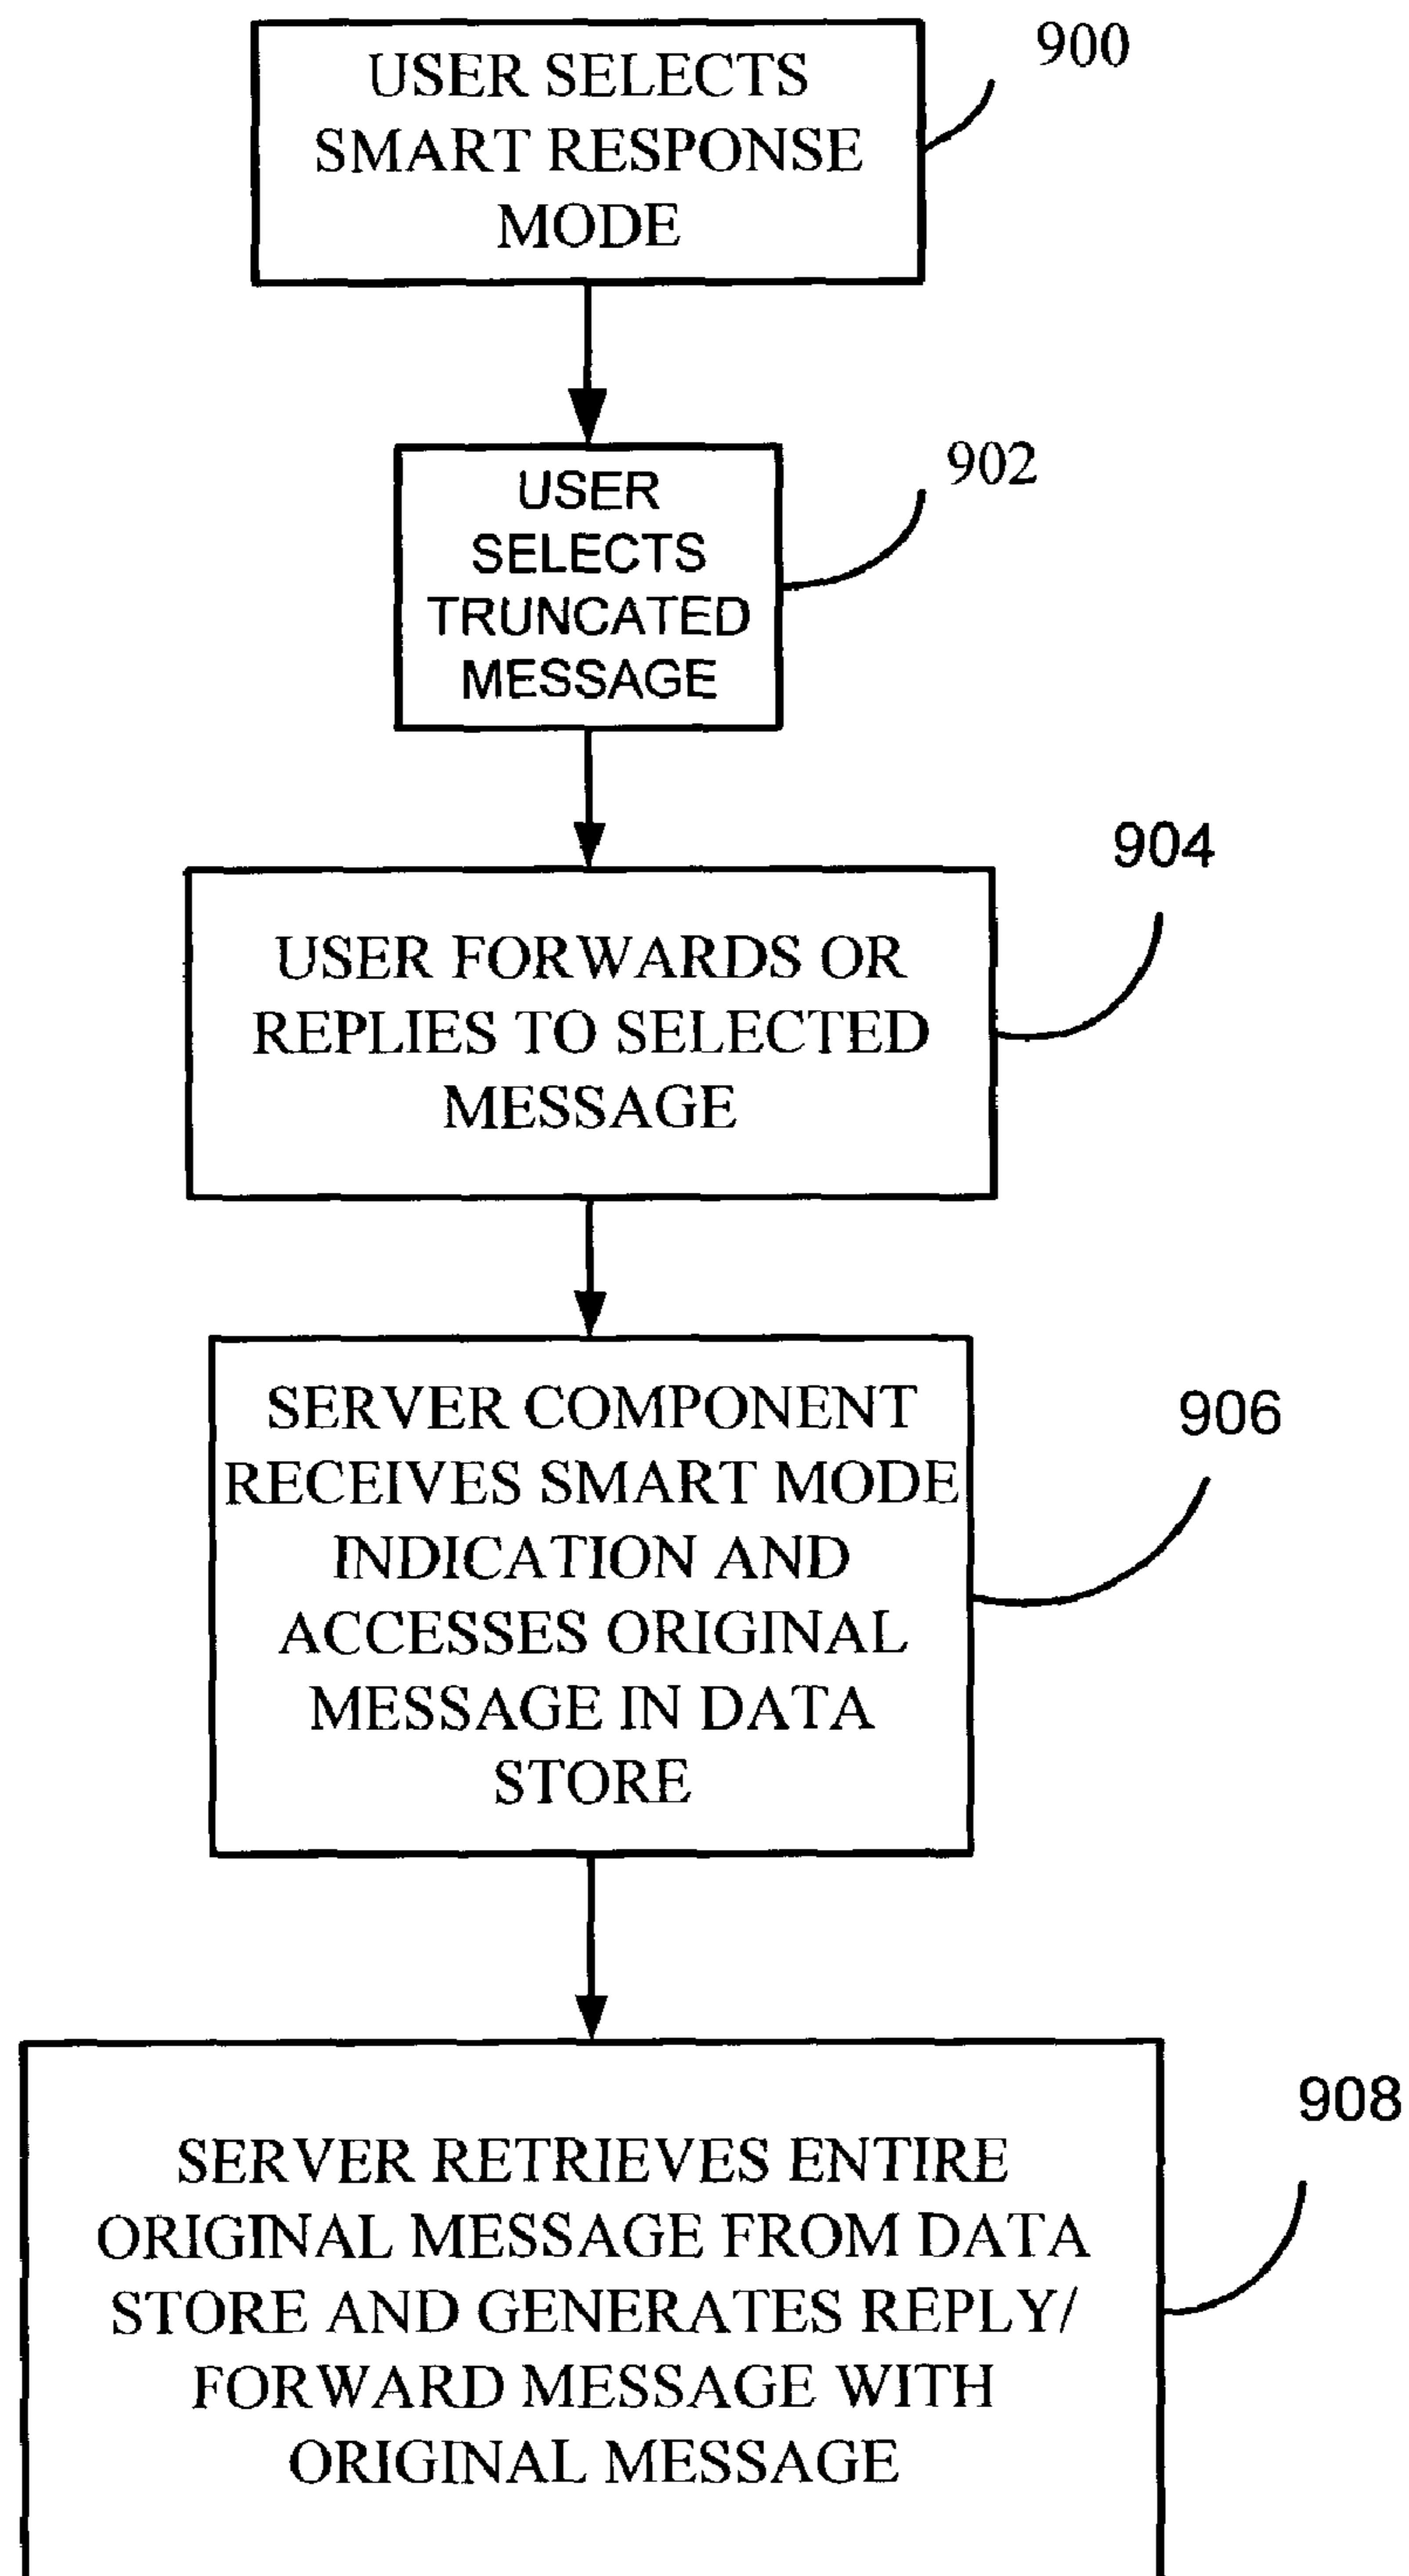 USER SELECTS
SMART RESPONSE
MODE
900
USER
SELECTS
TRUNCATED
MESSAGE
902
USER FORWARDS OR
REPLIES TO SELECTED
MESSAGE
904
SERVER COMPONENT
RECEIVES SMART MODE
INDICATION AND
ACCESSES ORIGINAL
MESSAGE IN DATA
STORE
906
SERVER RETRIEVES ENTIRE
ORIGINAL MESSAGE FROM DATA
STORE AND GENERATES REPLY/
FORWARD MESSAGE WITH
ORIGINAL MESSAGE
908